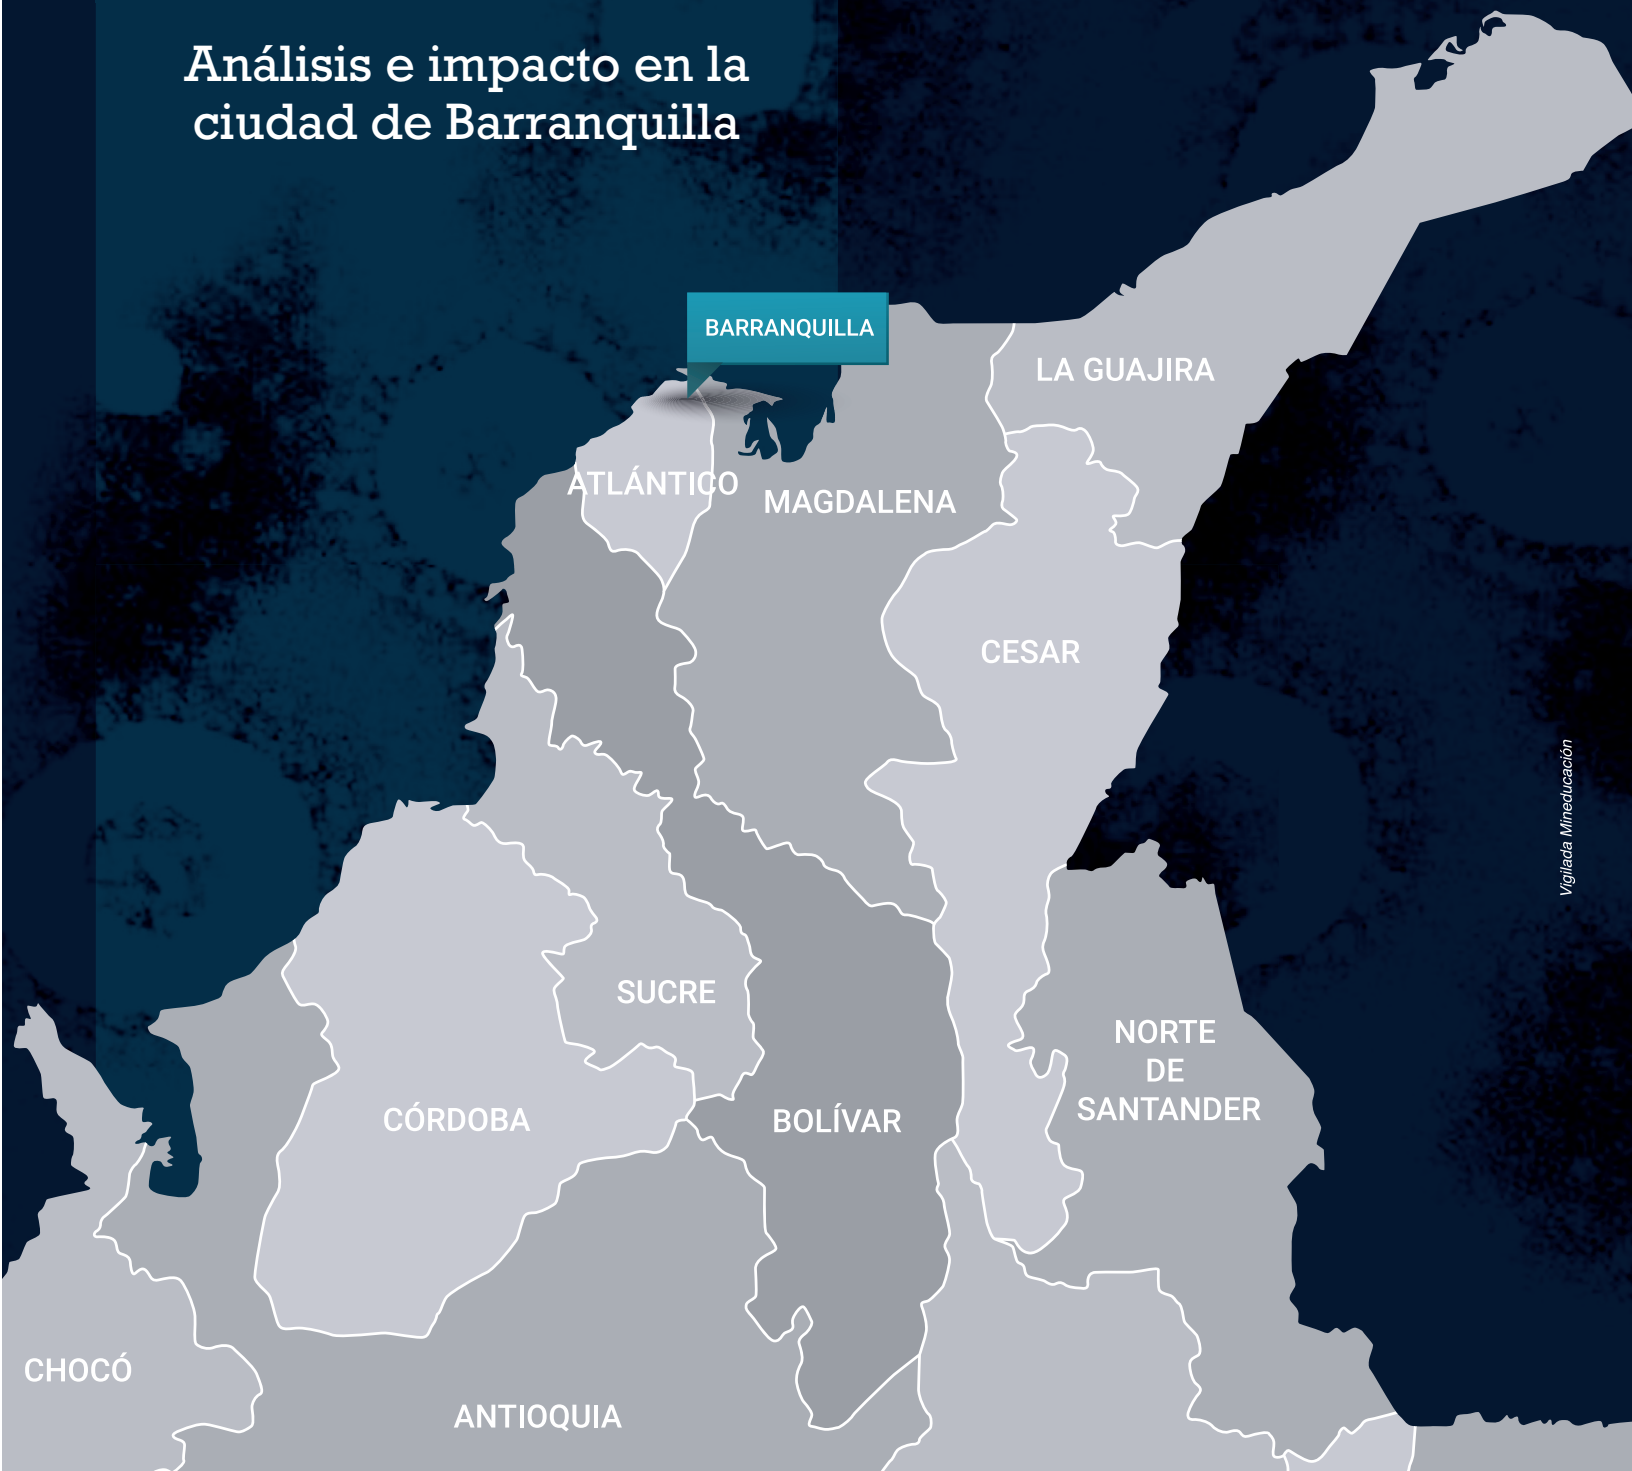 Análisis e impacto en la
ciudad de Barranquilla
BARRANQUILLA
LA GUAJIRA
ATLÁNTICO
MAGDALENA
CESAR
Vigilada Mineducación
SUCRE
NORTE
DE
SANTANDER
CÓRDOBA
BOLÍVAR
CHOCÓ
ANTIOQUIA